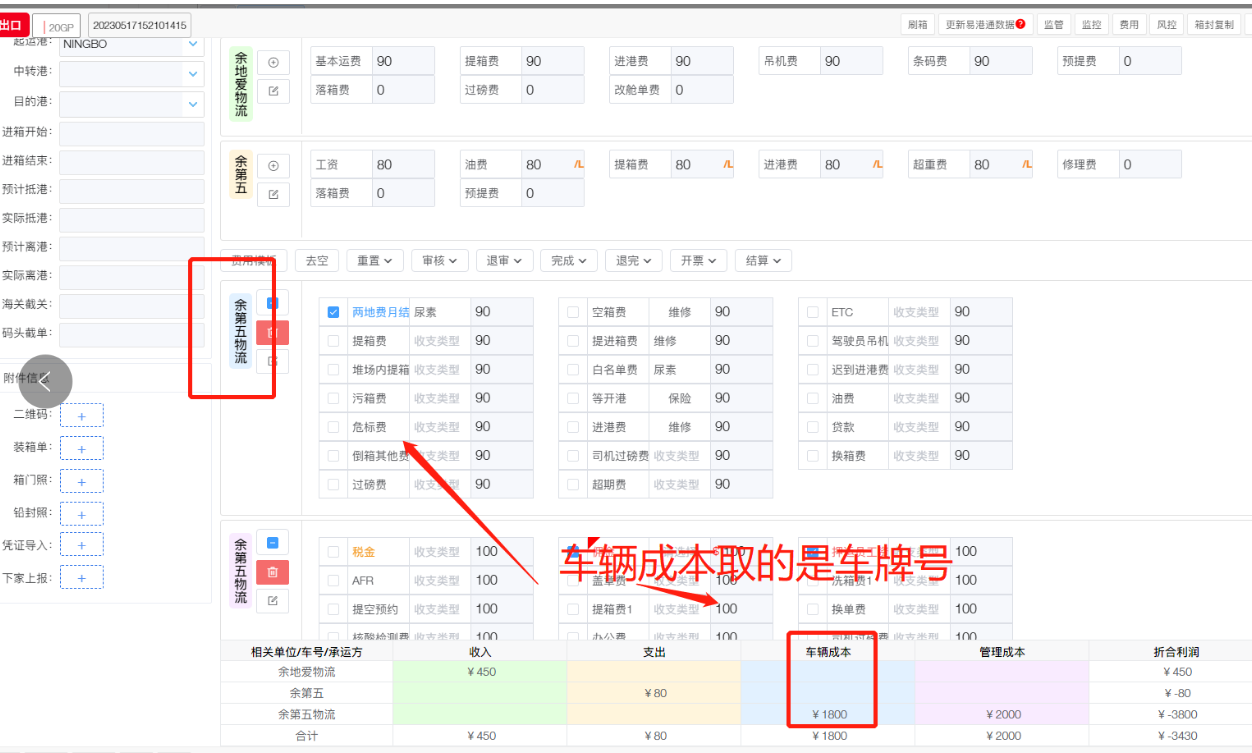 出口 20GP 20230517152101415 刷箱 更新易港通数据 ? 监管 监控 费用 风控 箱封复制
起运港: NINGBO
中转港:
目的港:
进箱开始:
进箱结束:
预计抵港:
实际抵港:
预计离港:
实际离港:
海关截关:
码头截单:
附件信息
二维码: +
装箱单: +
箱门照: +
铅封照: +
凭证导入: +
下家上报: +
余地爱物流
基本运费 90 提箱费 90 进港费 90 吊机费 90 条码费 90 预提费 0
落箱费 0 过磅费 0 改舱单费 0
余第五
工资 80 油费 80 /L 提箱费 80 /L 进港费 80 /L 超重费 80 /L 修理费 0
落箱费 0 预提费 0
费用模板 去空 重置 审核 退审 完成 退完 开票 结算
余第五物流
两地费月结 尿素 90 空箱费 维修 90 ETC 收支类型 90
提箱费 收支类型 90 提进箱费 维修 90 驾驶员吊机 收支类型 90
堆场内提箱 收支类型 90 白名单费 尿素 90 迟到进港费 收支类型 90
污箱费 收支类型 90 等开港 保险 90 油费 收支类型 90
危标费 收支类型 90 进港费 维修 90 贷款 收支类型 90
倒箱其他费 收支类型 90 司机过磅费 收支类型 90 换箱费 收支类型 90
过磅费 收支类型 90 超期费 收支类型 90
车辆成本取的是车牌号
余第五物流
税金 收支类型 100 100 100
AFR 收支类型 100 盖章费 100 洗箱费1 收支类型 100
提空预约 收支类型 100 提箱费1 收支类型 100 换单费 收支类型 100
核酸检测费 收支类型 100 办公费 收支类型 100 司机过磅费 收支类型 100
相关单位/车号/承运方 收入 支出 车辆成本 管理成本 折合利润
余地爱物流 ¥ 450 ¥ 450
余第五 ¥ 80 ¥ -80
余第五物流 ¥ 1800 ¥ 2000 ¥ -3800
合计 ¥ 450 ¥ 80 ¥ 1800 ¥ 2000 ¥ -3430